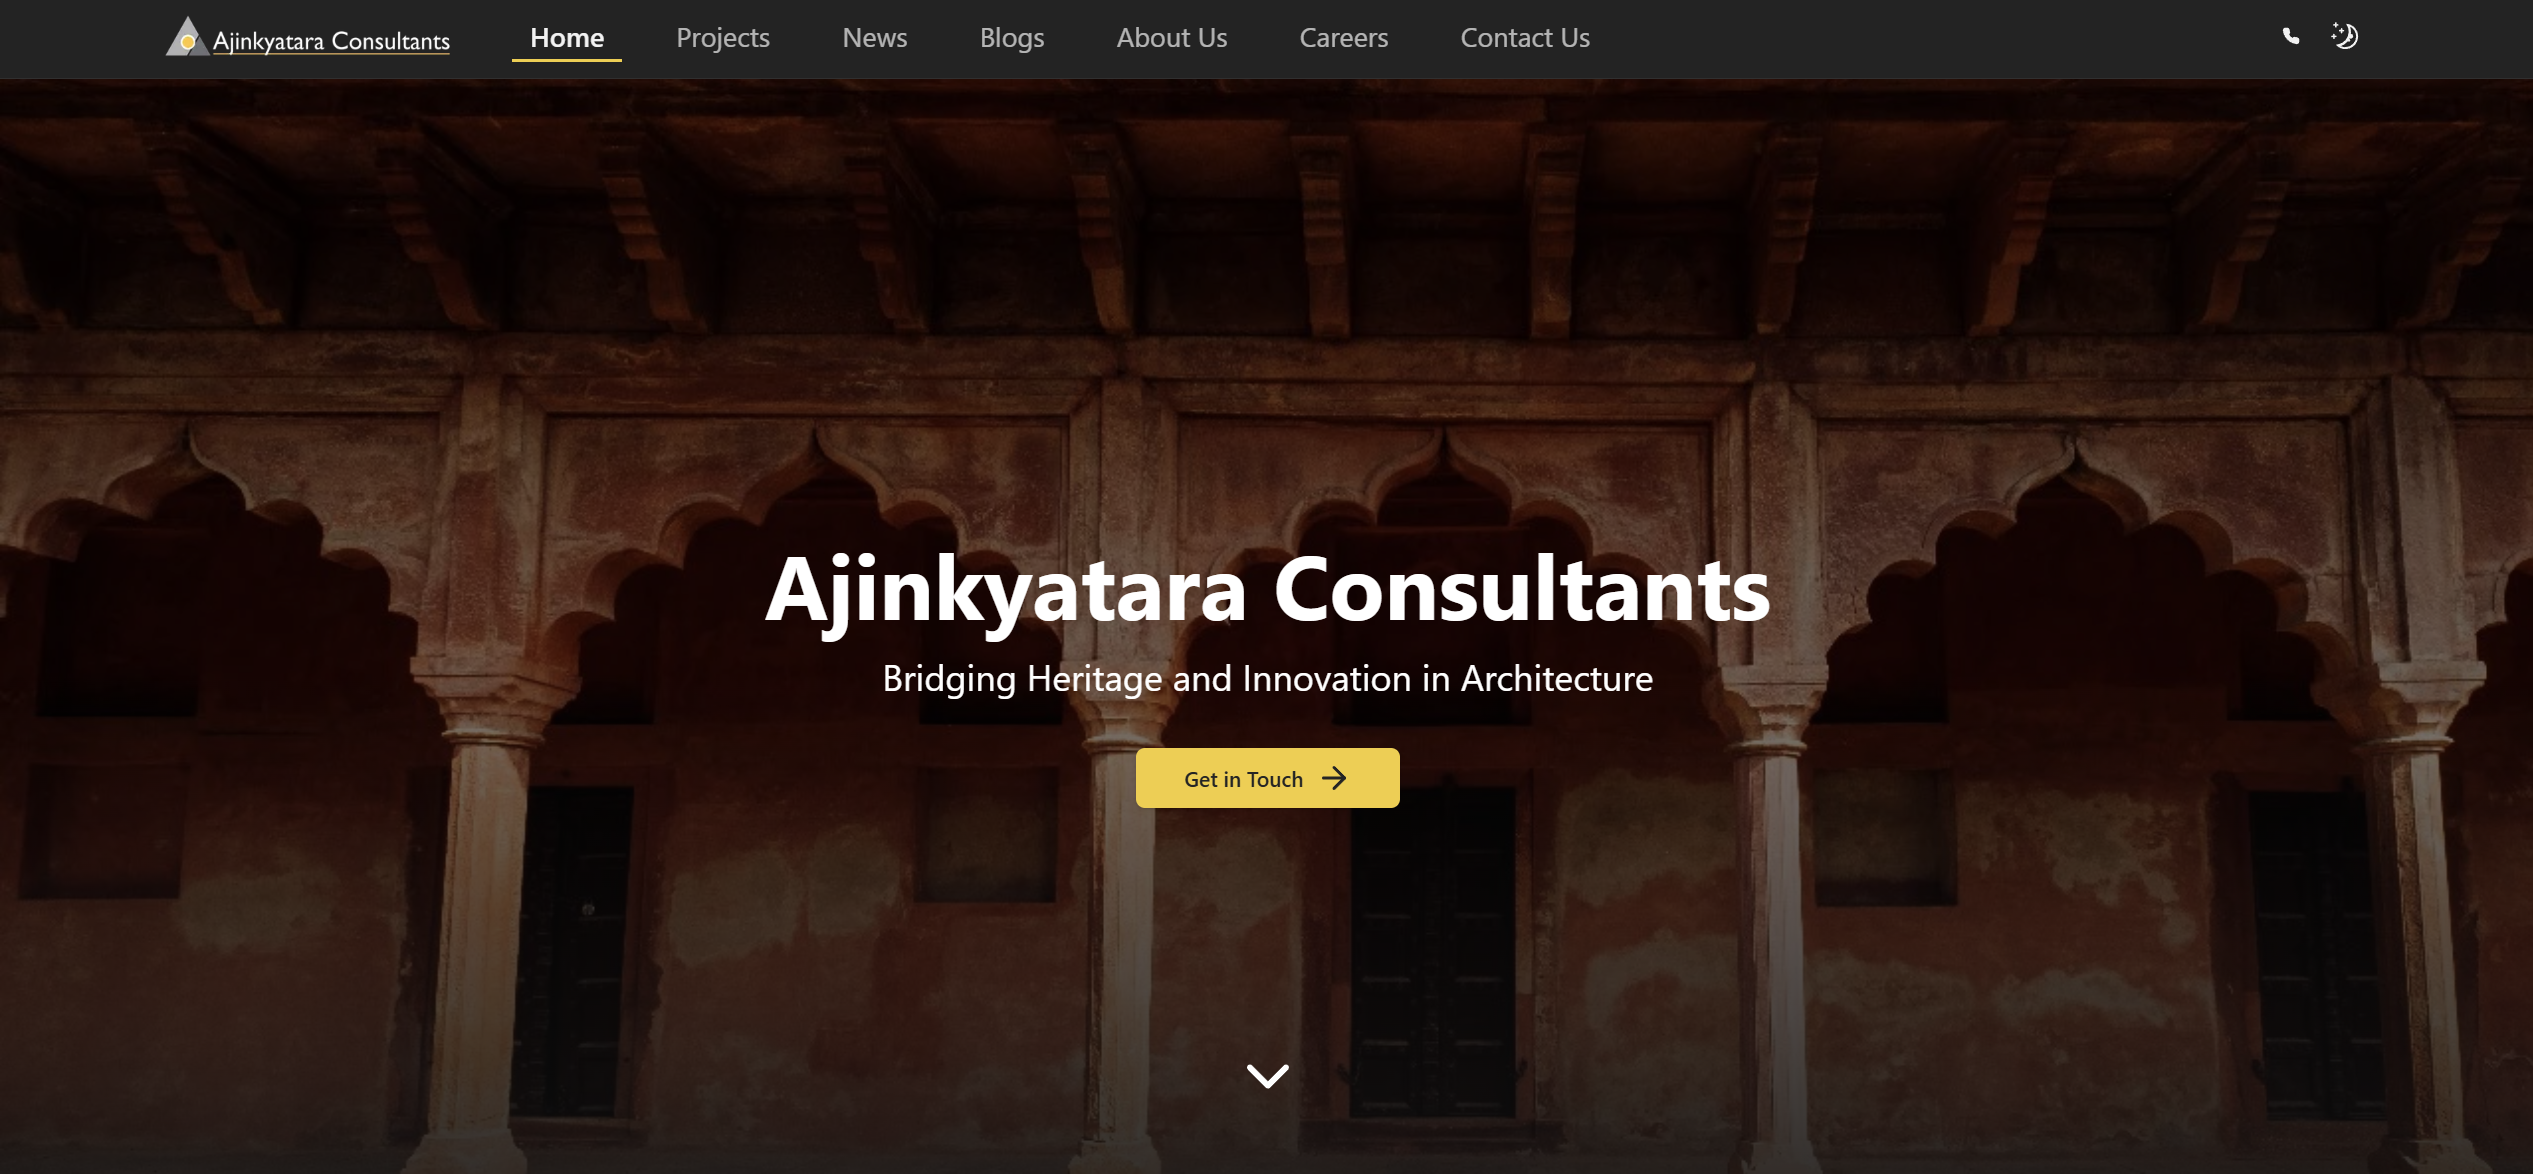 Ajinkyatara Consultants
Home
Projects
News
Blogs
About Us
Careers
Contact Us
Ajinkyatara Consultants
Bridging Heritage and Innovation in Architecture
Get in Touch